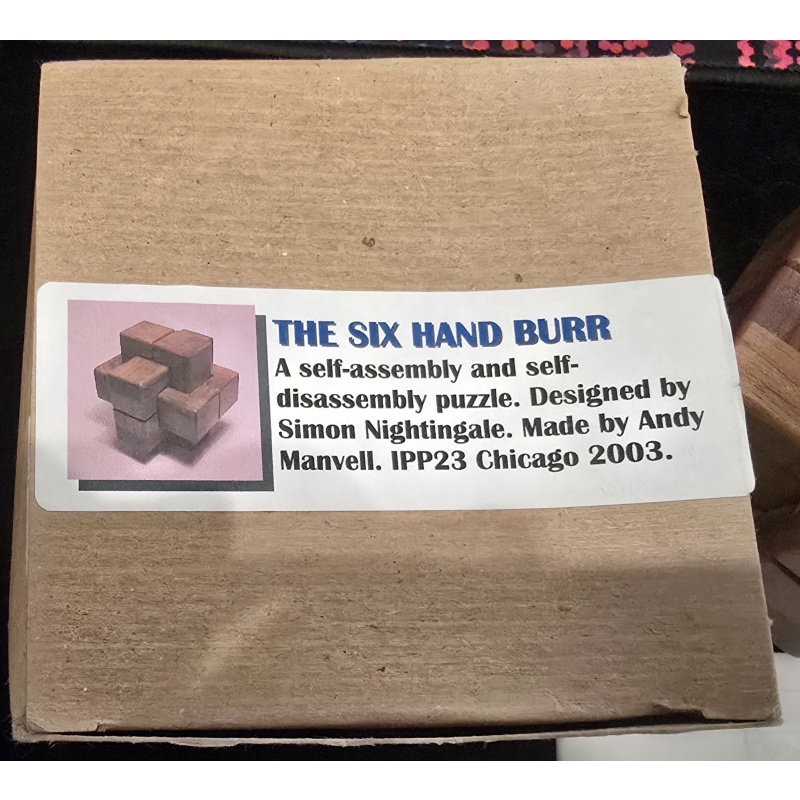 THE SIX HAND BURR
A self-assembly and self-
disassembly puzzle. Designed by
Simon Nightingale. Made by Andy
Manvell. IPP23 Chicago 2003.